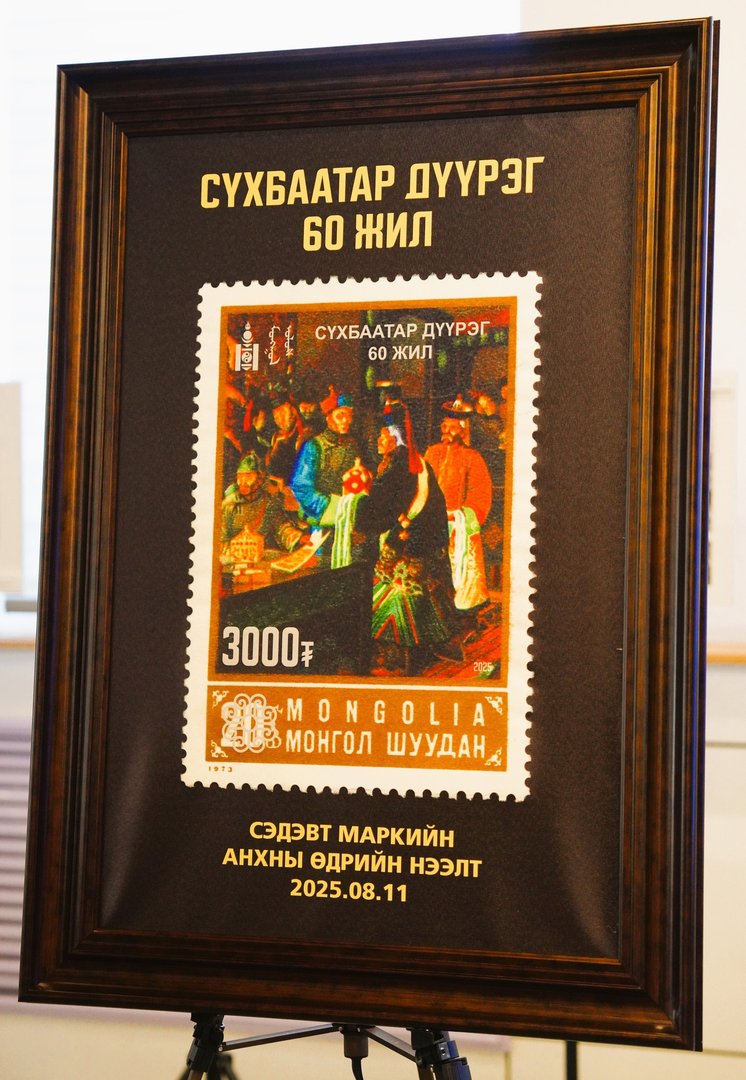 СҮХБААТАР ДҮҮРЭГ
60 ЖИЛ
СҮХБААТАР ДҮҮРЭГ
60 ЖИЛ
3000₮
2025
20
MONGOLIA
МОНГОЛ ШУУДАН
1973
СЭДЭВТ МАРКИЙН
АНХНЫ ӨДРИЙН НЭЭЛТ
2025.08.11